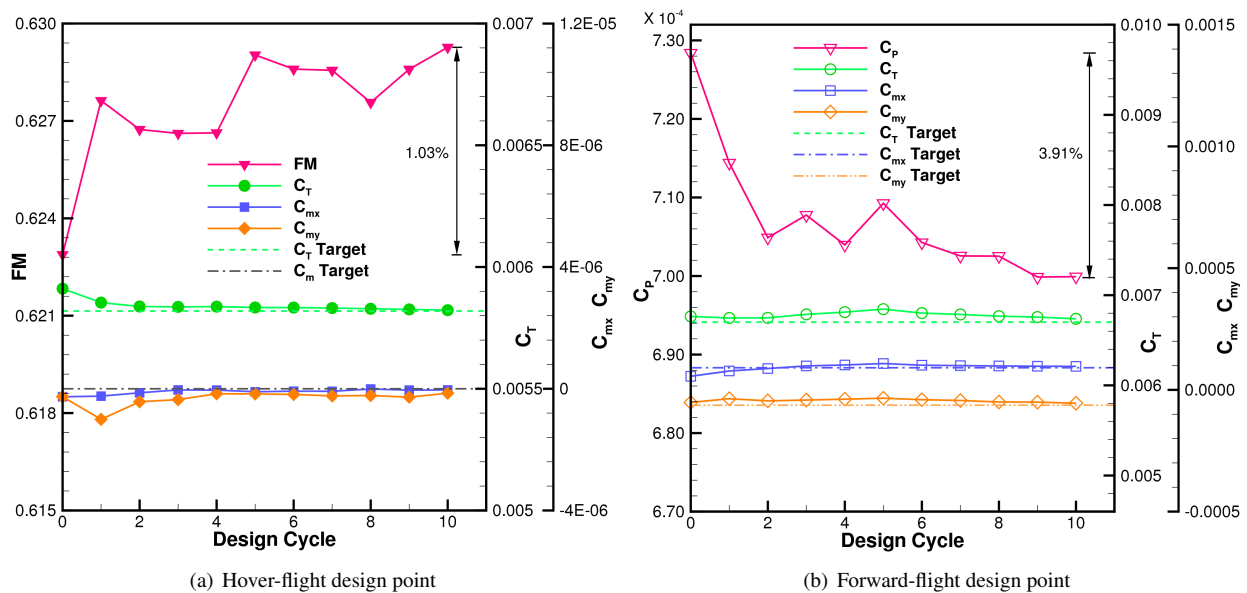 0.630
0.627
0.624
0.621
0.618
0.615
FM
0.007
0.0065
0.006
0.0055
0.005
C_T
1.2E-05
8E-06
4E-06
0
-4E-06
C_mx C_my
1.03%
FM
C_T
C_mx
C_my
C_T Target
C_m Target
0 2 4 6 8 10
Design Cycle
(a) Hover-flight design point
X 10^-4
7.30
7.20
7.10
7.00
6.90
6.80
6.70
C_P
0.010
0.009
0.008
0.007
0.006
0.005
C_T
0.0015
0.0010
0.0005
0.0000
-0.0005
C_mx C_my
3.91%
C_P
C_T
C_mx
C_my
C_T Target
C_mx Target
C_my Target
0 2 4 6 8 10
Design Cycle
(b) Forward-flight design point